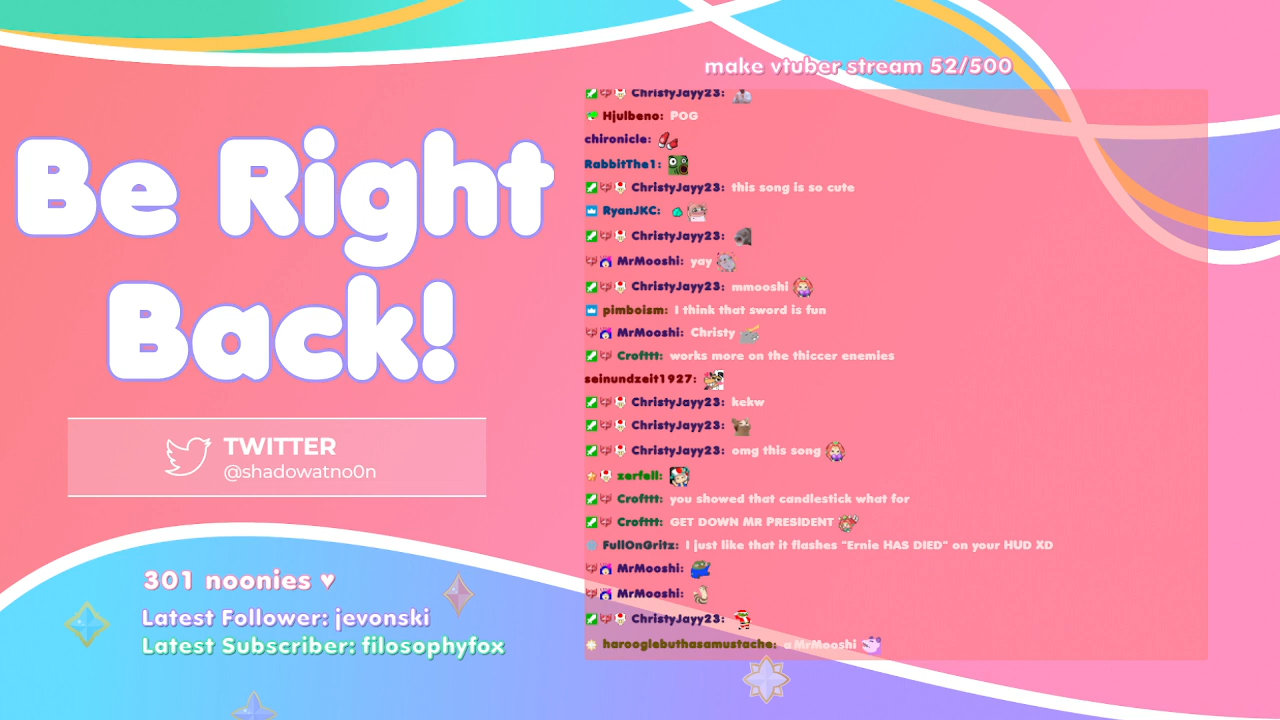 make vtuber stream 52/500
Be Right
Back!
TWITTER
@shadowatno0n
301 noonies ♥
Latest Follower: jevonski
Latest Subscriber: filosophyfox
ChristyJayy23:
Hjulbeno: POG
chironicle:
RabbitThe1:
ChristyJayy23: this song is so cute
RyanJKC:
ChristyJayy23:
MrMooshi: yay
ChristyJayy23: mmooshi
pimboism: I think that sword is fun
MrMooshi: Christy
Crofttt: works more on the thiccer enemies
seinundzeit1927:
ChristyJayy23: kekw
ChristyJayy23:
ChristyJayy23: omg this song
zerfell:
Crofttt: you showed that candlestick what for
Crofttt: GET DOWN MR PRESIDENT
FullOnGritz: I just like that it flashes "Ernie HAS DIED" on your HUD XD
MrMooshi:
MrMooshi:
ChristyJayy23:
harooglebuthasamustache: a MrMooshi